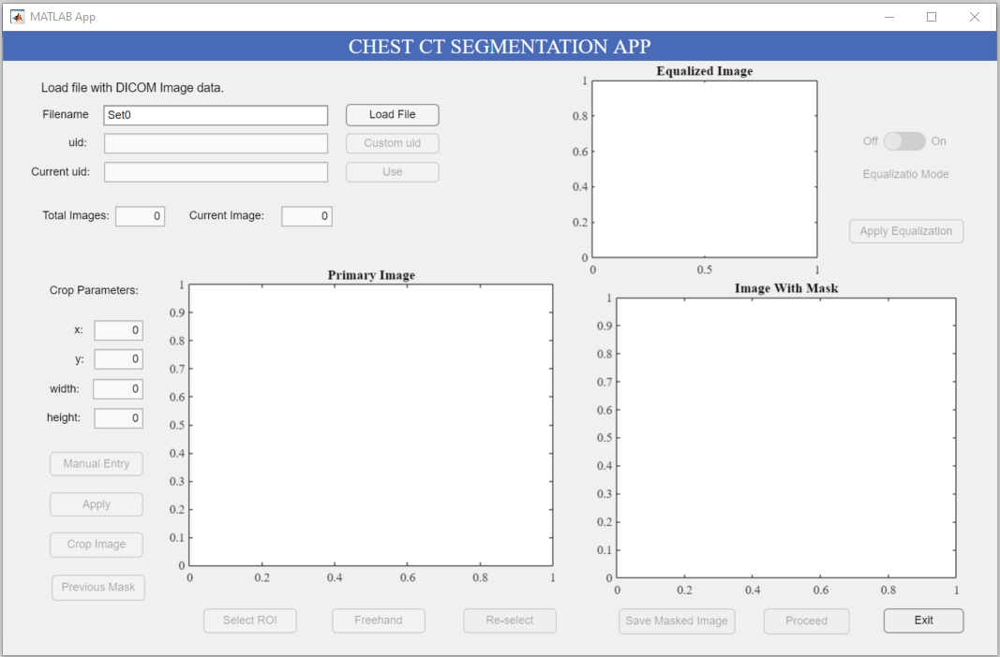 MATLAB App
CHEST CT SEGMENTATION APP
Load file with DICOM Image data.
Filename Set0 Load File
uid: Custom uid
Current uid: Use
Total Images: 0 Current Image: 0
Equalized Image
1
0.8
0.6
0.4
0.2
0
0 0.5 1
Off On
Equalizatio Mode
Apply Equalization
Crop Parameters:
x: 0
y: 0
width: 0
height: 0
Manual Entry
Apply
Crop Image
Previous Mask
Primary Image
1
0.9
0.8
0.7
0.6
0.5
0.4
0.3
0.2
0.1
0
0 0.2 0.4 0.6 0.8 1
Select ROI Freehand Re-select
Image With Mask
1
0.9
0.8
0.7
0.6
0.5
0.4
0.3
0.2
0.1
0
0 0.2 0.4 0.6 0.8 1
Save Masked Image Proceed Exit